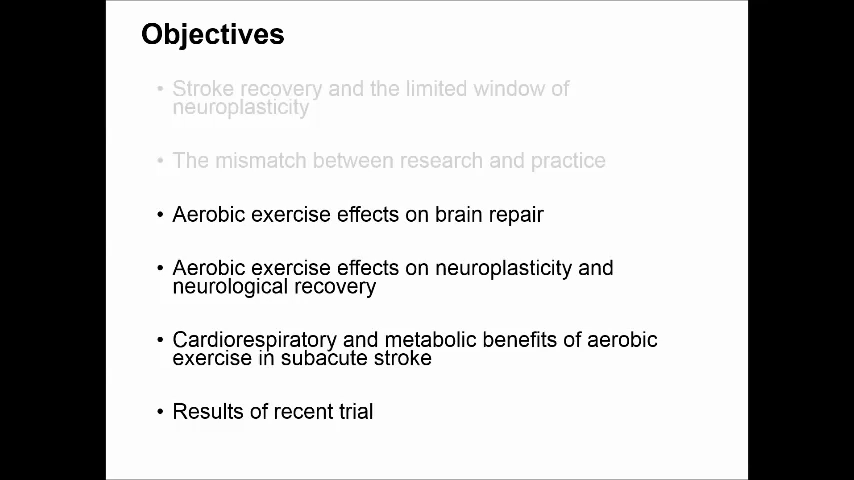 Objectives
• Stroke recovery and the limited window of
neuroplasticity
• The mismatch between research and practice
• Aerobic exercise effects on brain repair
• Aerobic exercise effects on neuroplasticity and
neurological recovery
• Cardiorespiratory and metabolic benefits of aerobic
exercise in subacute stroke
• Results of recent trial